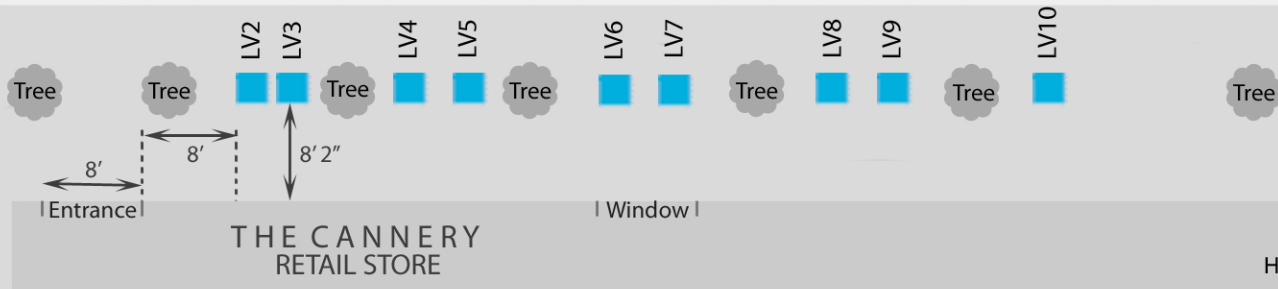 LV2
LV3
LV4
LV5
LV6
LV7
LV8
LV9
LV10
Tree
Tree
Tree
Tree
Tree
Tree
Tree
8’
8’ 2”
8’
Entrance
Window
THE CANNERY
RETAIL STORE
H